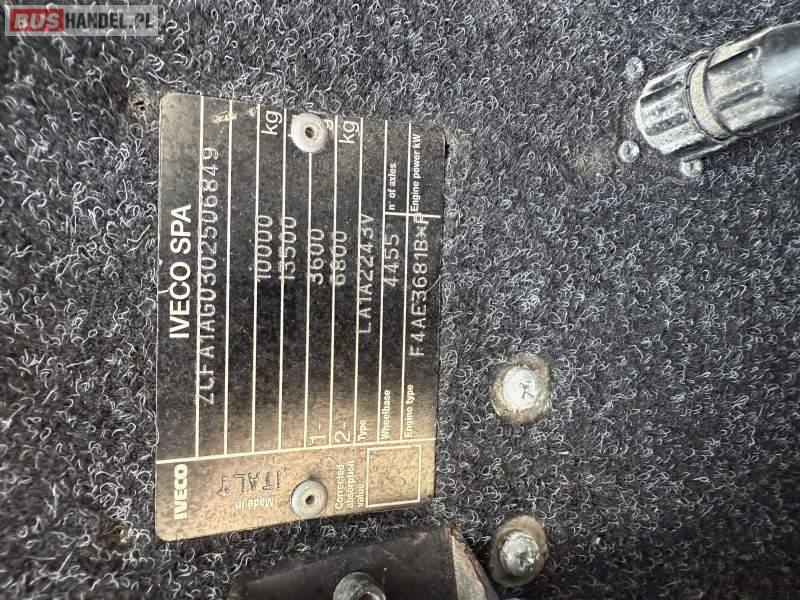 BUSHANDEL.PL
IVECO SPA
ZCFA1AG0302506849
10000 kg
13500 kg
1- 3600
2- 6800 kg
Type LA1A2243V
Wheelbase 4455 n° of axles
Engine type F4AE3681B*P Engine power kW
IVECO
Made in
ITALY
Corrected
absorption
value